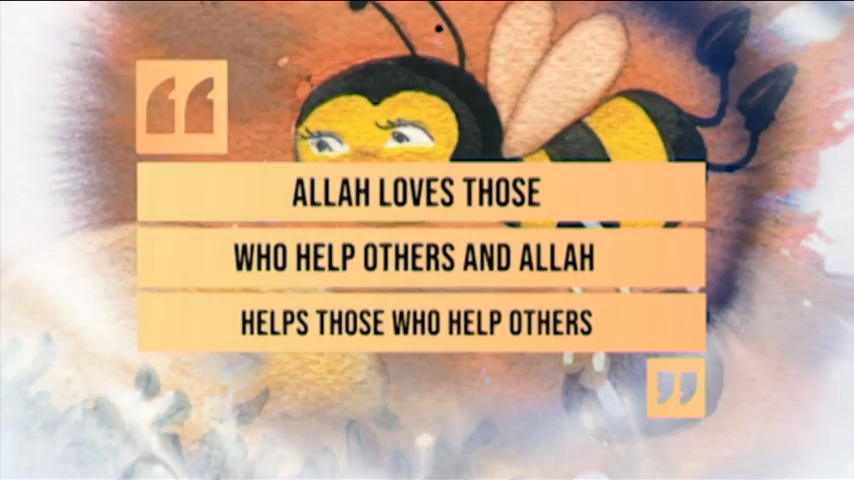 “
ALLAH LOVES THOSE
WHO HELP OTHERS AND ALLAH
HELPS THOSE WHO HELP OTHERS
”